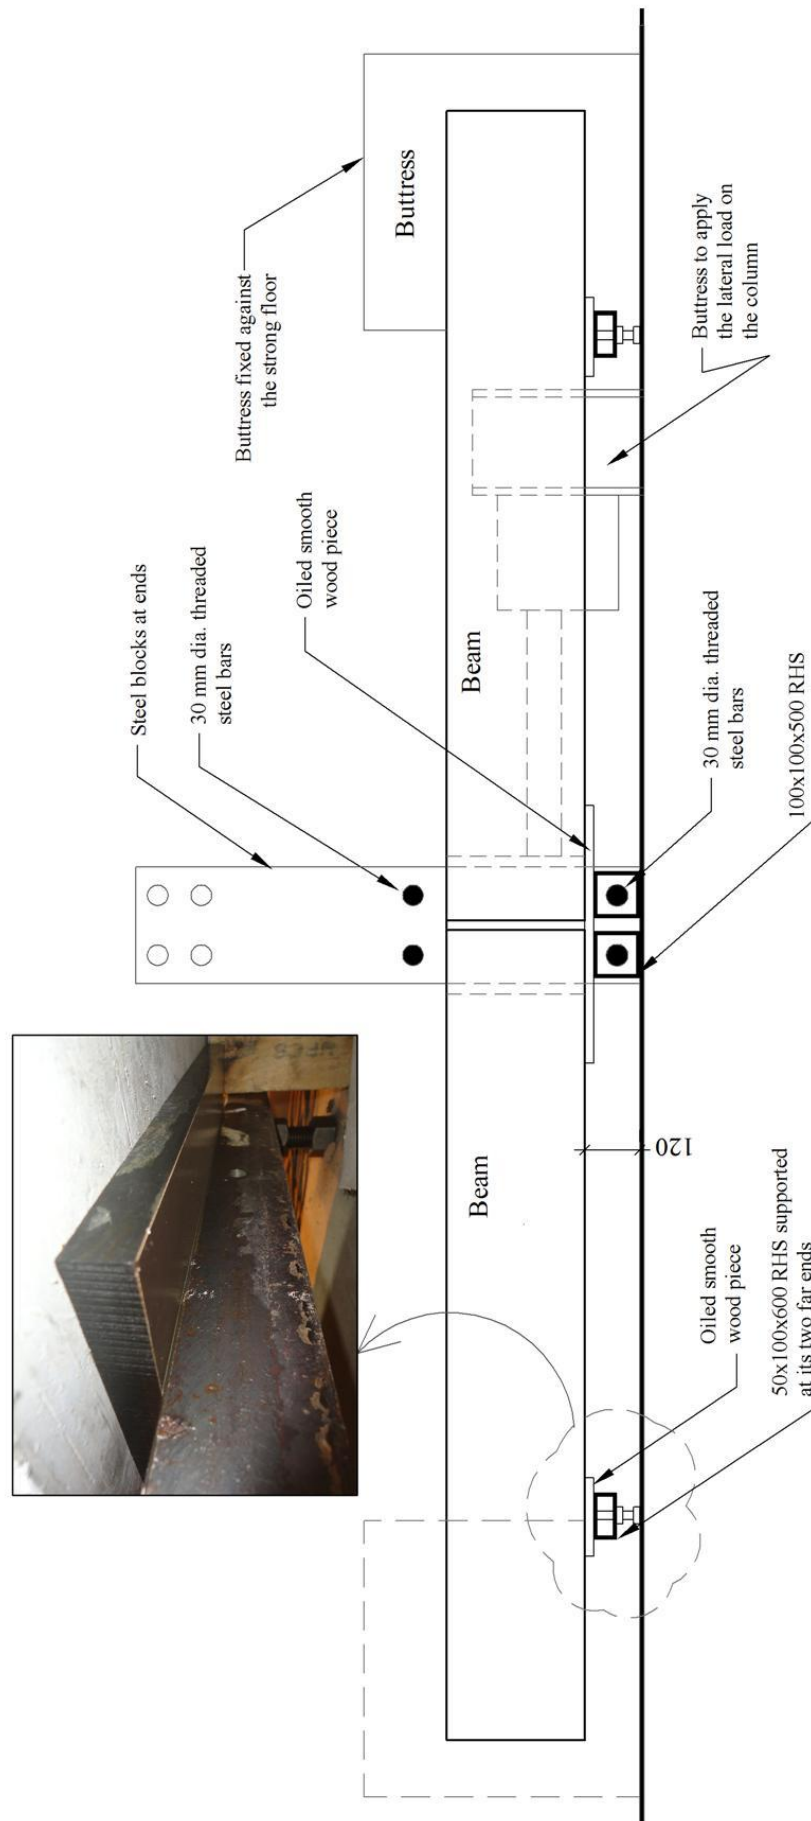 Buttress fixed against
the strong floor
Buttress
Steel blocks at ends
30 mm dia. threaded
steel bars
Oiled smooth
wood piece
Beam
Beam
Buttress to apply
the lateral load on
the column
30 mm dia. threaded
steel bars
100x100x500 RHS
120
Oiled smooth
wood piece
50x100x600 RHS supported
at its two far ends